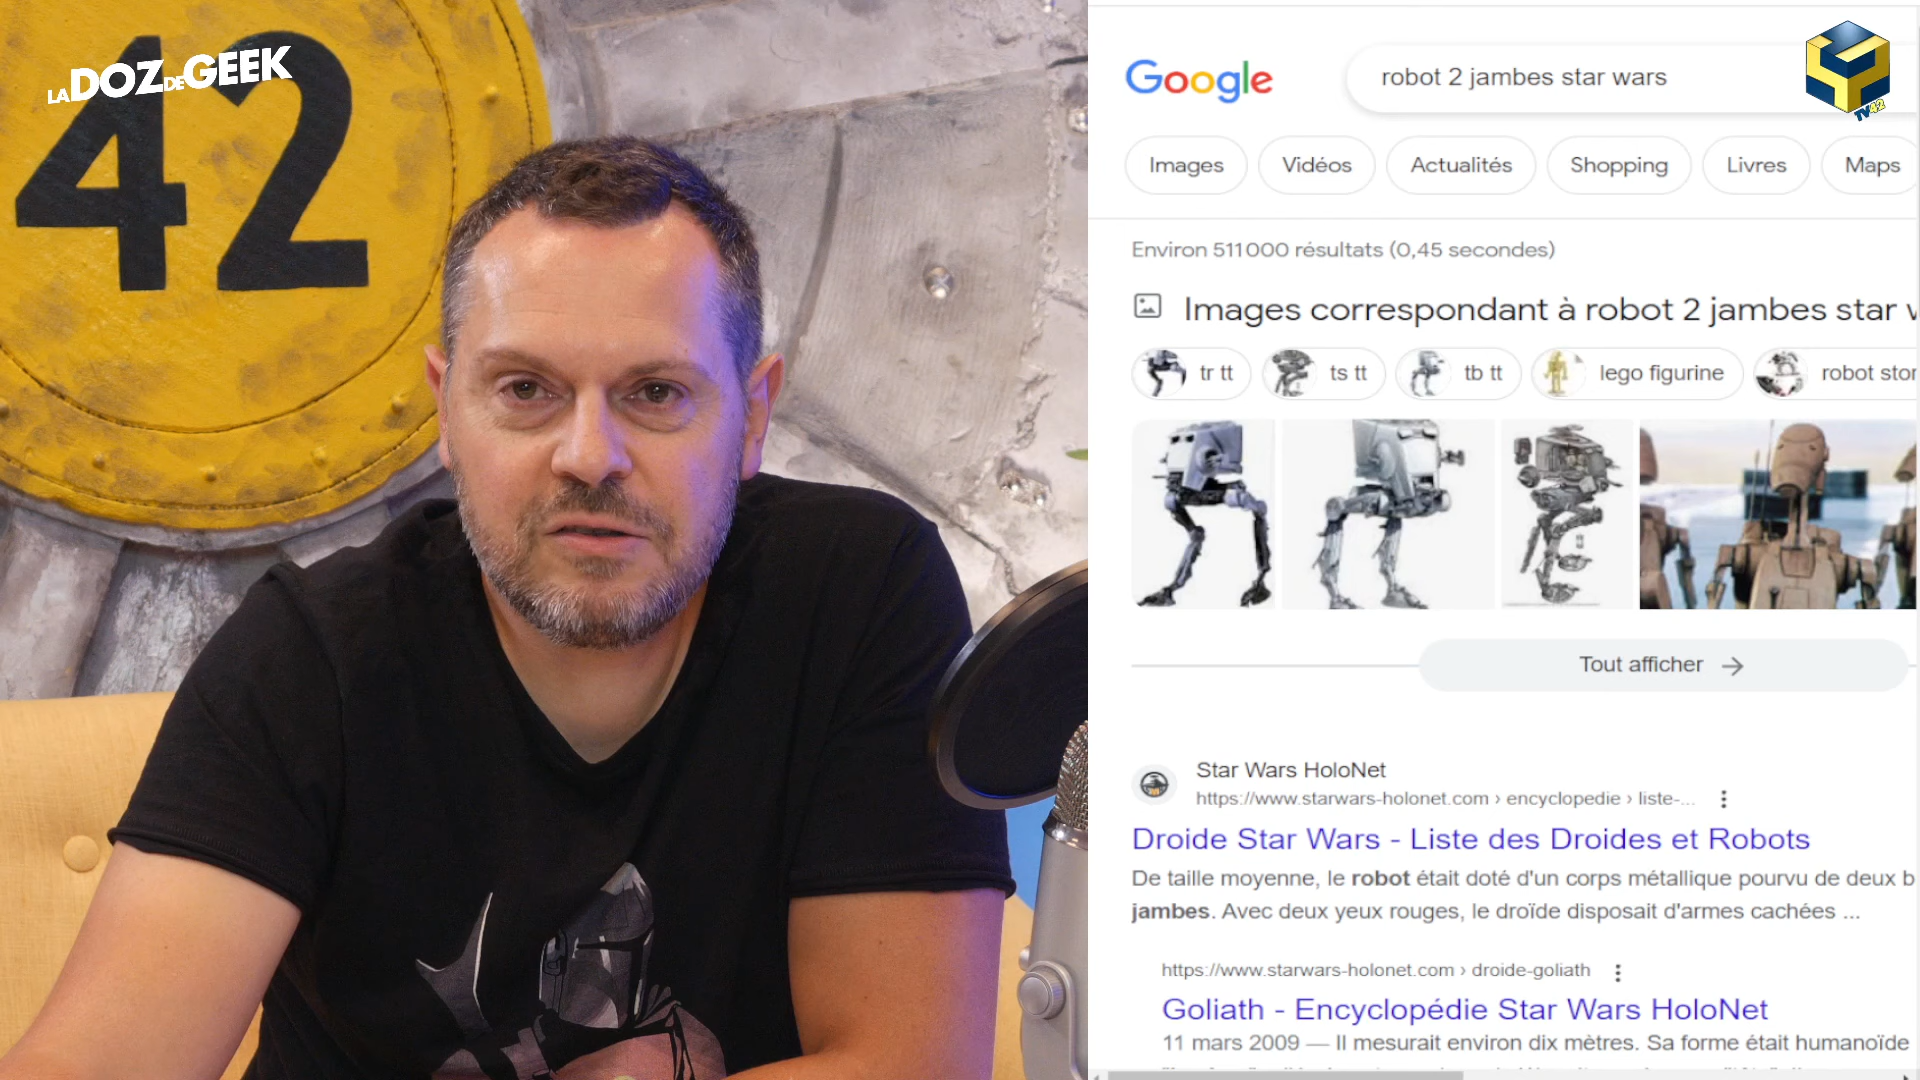 LA DOZ DE GEEK
42
Google
robot 2 jambes star wars
TV42
Images
Vidéos
Actualités
Shopping
Livres
Maps
Environ 511 000 résultats (0,45 secondes)
Images correspondant à robot 2 jambes star
tr tt
ts tt
tb tt
lego figurine
robot stor
Tout afficher
Star Wars HoloNet
https://www.starwars-holonet.com › encyclopedie › liste-...
Droide Star Wars - Liste des Droides et Robots
De taille moyenne, le robot était doté d'un corps métallique pourvu de deux b
jambes. Avec deux yeux rouges, le droïde disposait d'armes cachées ...
https://www.starwars-holonet.com › droide-goliath
Goliath - Encyclopédie Star Wars HoloNet
11 mars 2009 — Il mesurait environ dix mètres. Sa forme était humanoïde